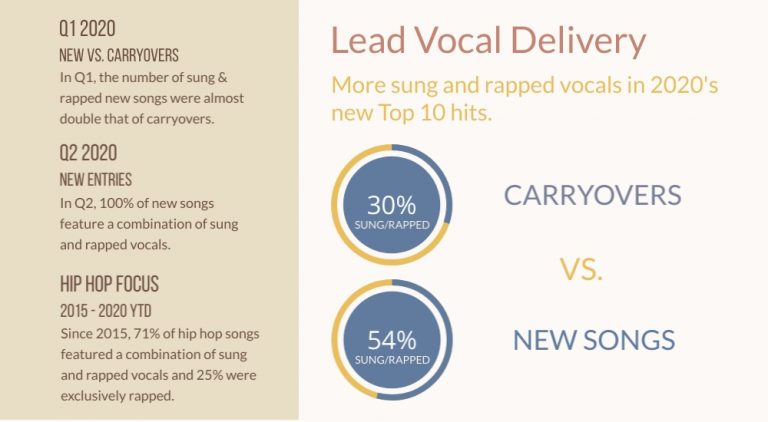 Q1 2020
NEW VS. CARRYOVERS
In Q1, the number of sung &
rapped new songs were almost
double that of carryovers.
Q2 2020
NEW ENTRIES
In Q2, 100% of new songs
feature a combination of sung
and rapped vocals.
HIP HOP FOCUS
2015 - 2020 YTD
Since 2015, 71% of hip hop songs
featured a combination of sung
and rapped vocals and 25% were
exclusively rapped.
Lead Vocal Delivery
More sung and rapped vocals in 2020's
new Top 10 hits.
30%
SUNG/RAPPED
CARRYOVERS
VS.
54%
SUNG/RAPPED
NEW SONGS